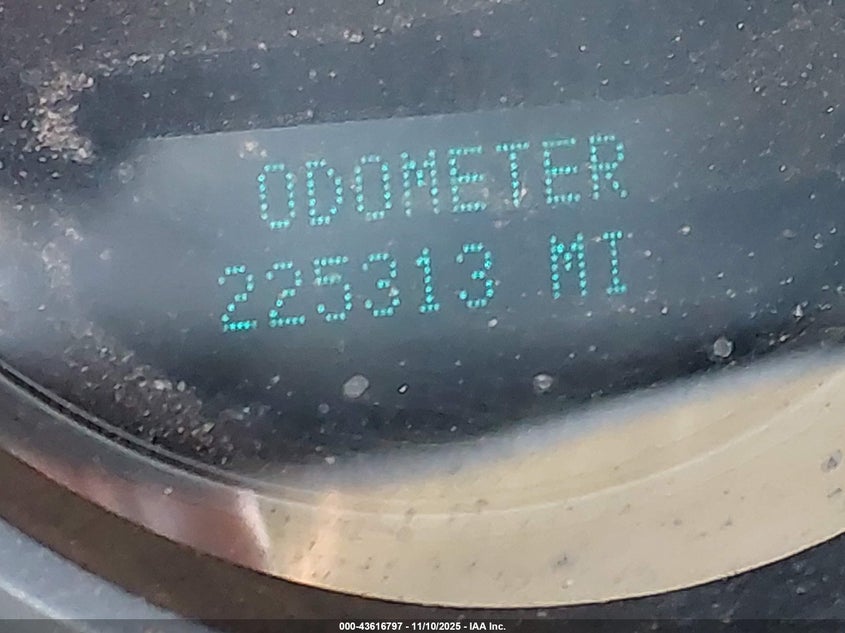 ODOMETER
225313 MI
000-43616797 - 11/10/2025 - IAA Inc.